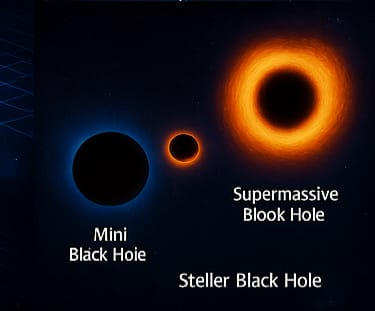 Mini
Black Hoie
Supermassive
Blook Hole
Steller Black Hole